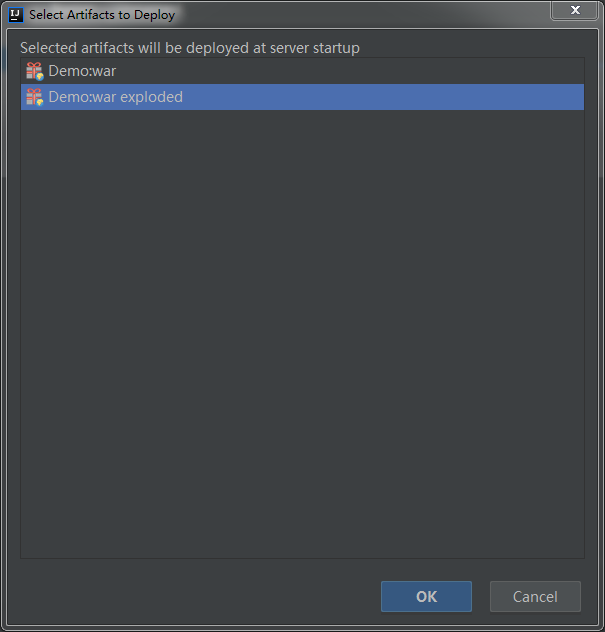 IJ
Select Artifacts to Deploy
x
Selected artifacts will be deployed at server startup
Demo:war
Demo:war exploded
OK
Cancel